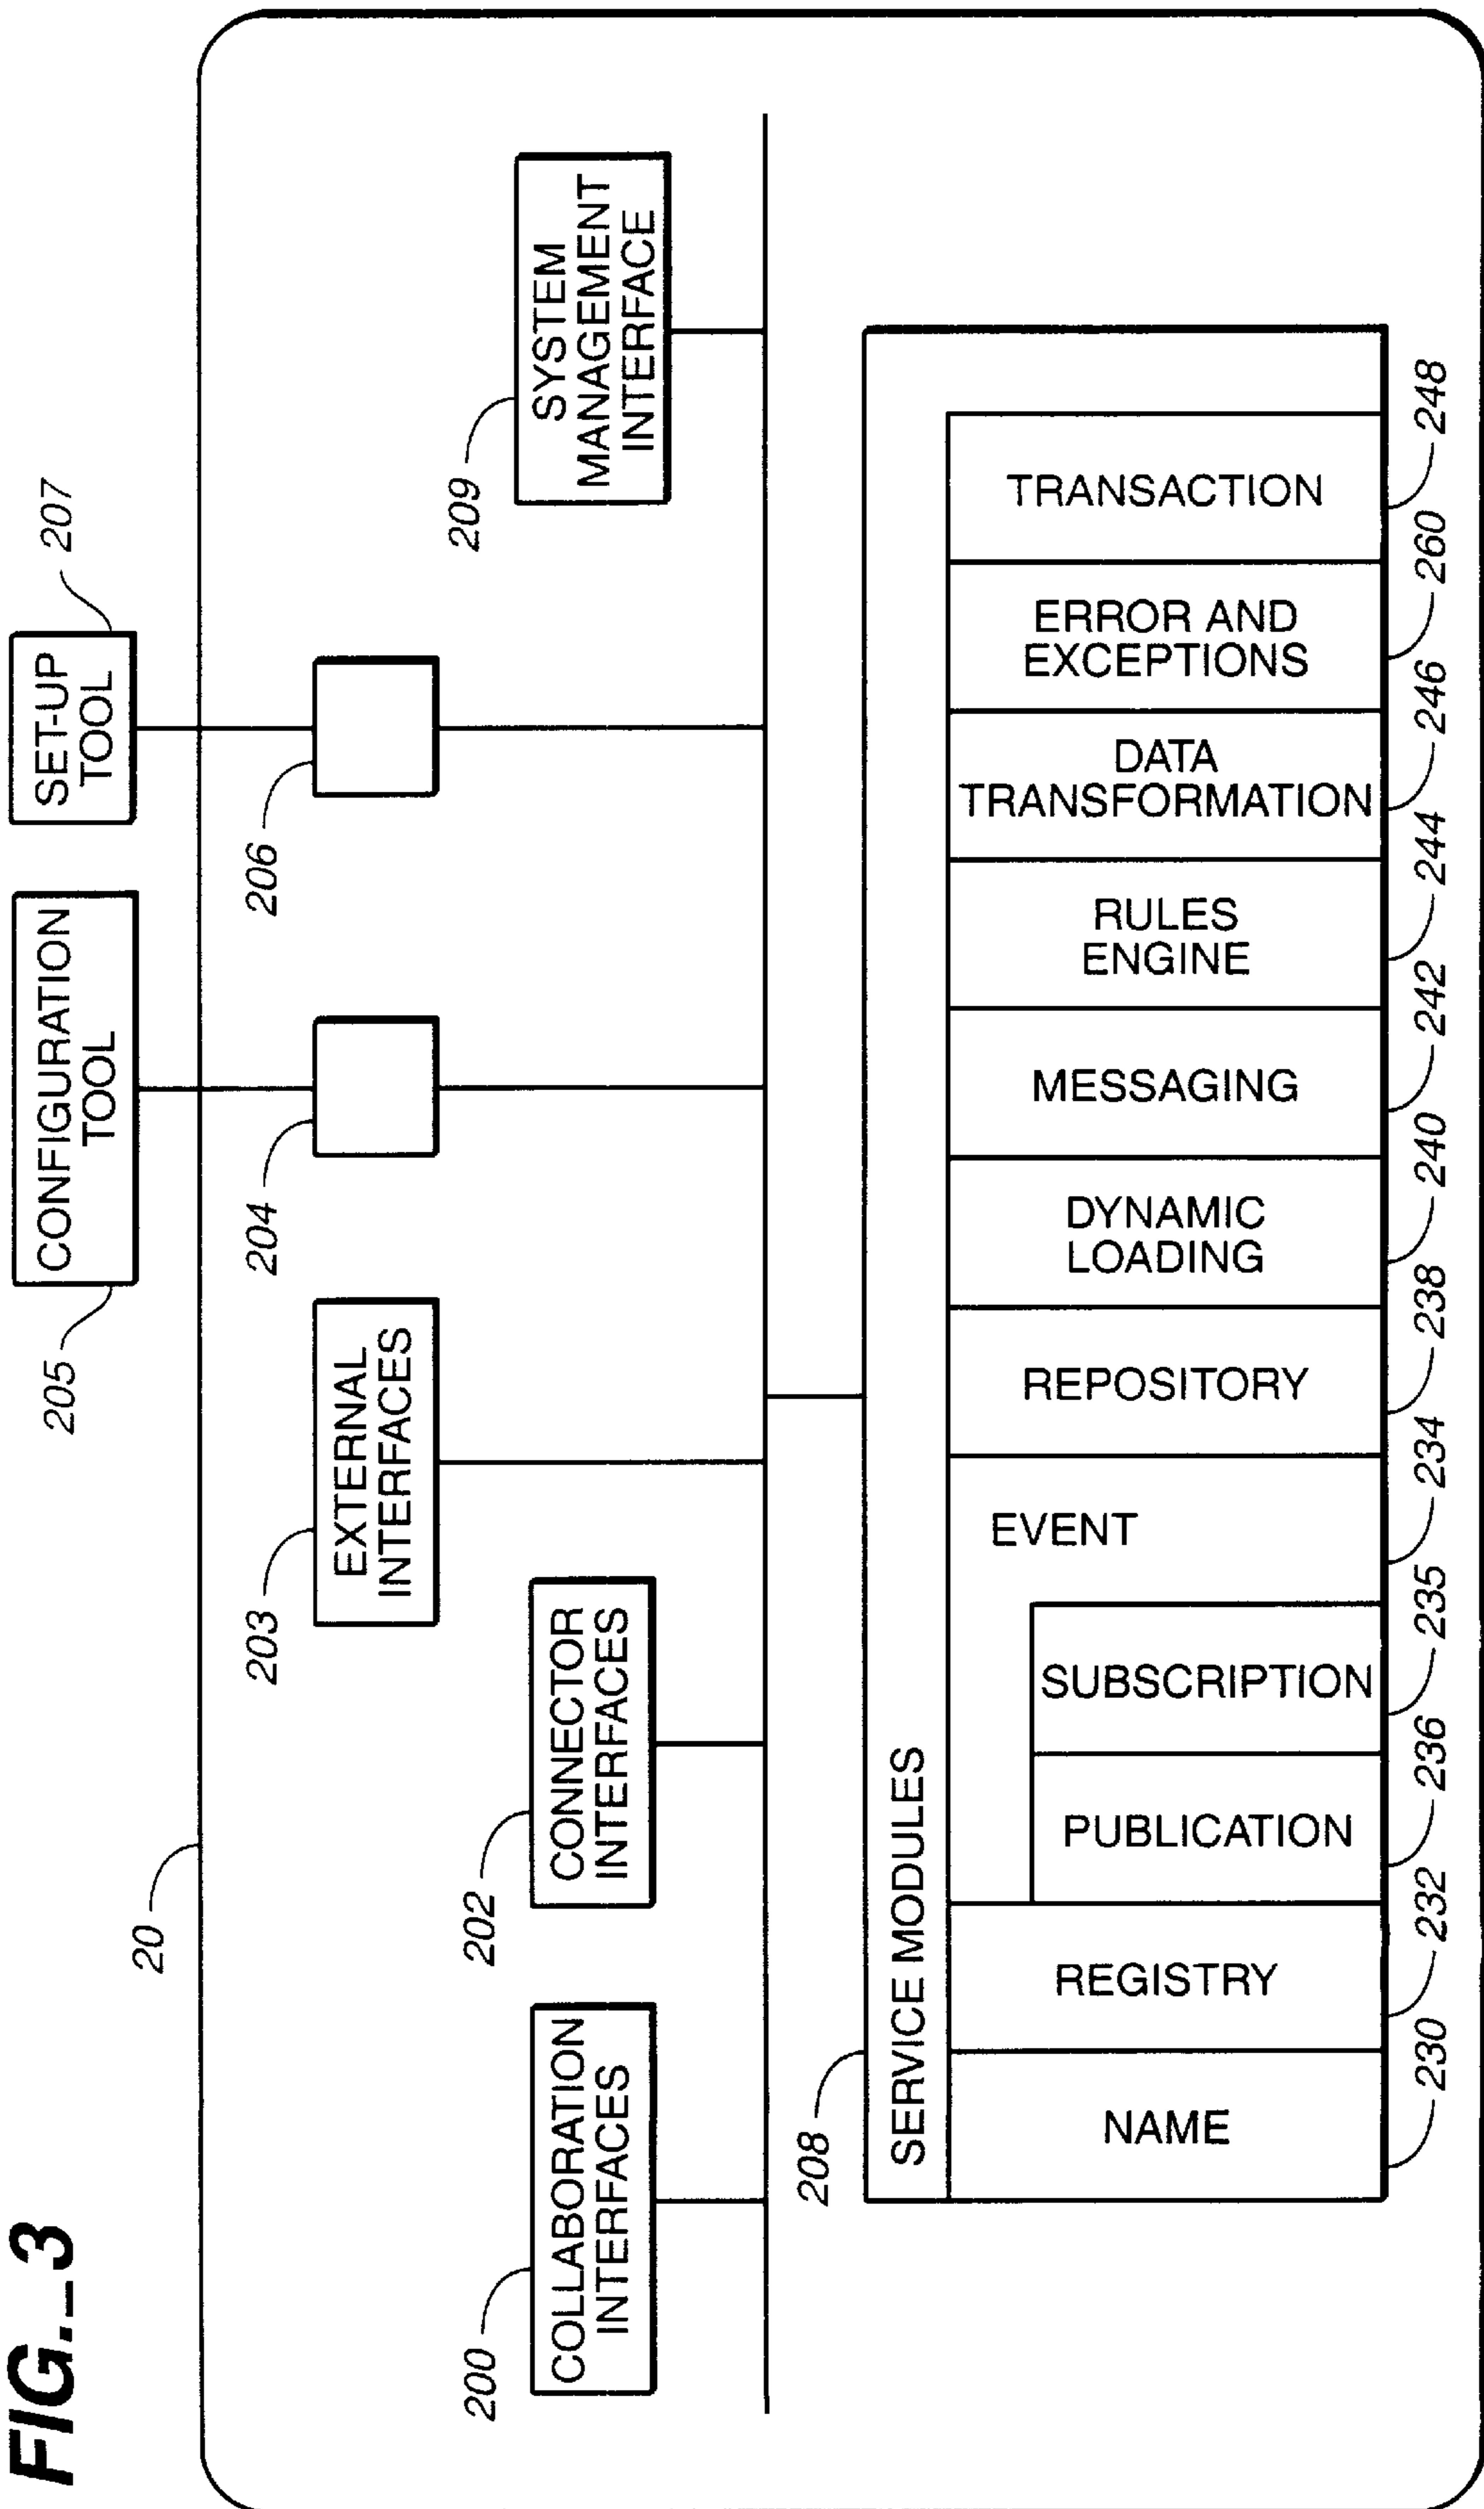 FIG._3
CONFIGURATION
TOOL
205
SET-UP
TOOL
207
20
203
EXTERNAL
INTERFACES
204
206
200
COLLABORATION
INTERFACES
202
CONNECTOR
INTERFACES
209
SYSTEM
MANAGEMENT
INTERFACE
208
SERVICE MODULES
NAME
REGISTRY
PUBLICATION
SUBSCRIPTION
EVENT
REPOSITORY
DYNAMIC
LOADING
MESSAGING
RULES
ENGINE
DATA
TRANSFORMATION
ERROR AND
EXCEPTIONS
TRANSACTION
230
232
236
235
234
238
240
242
244
246
260
248